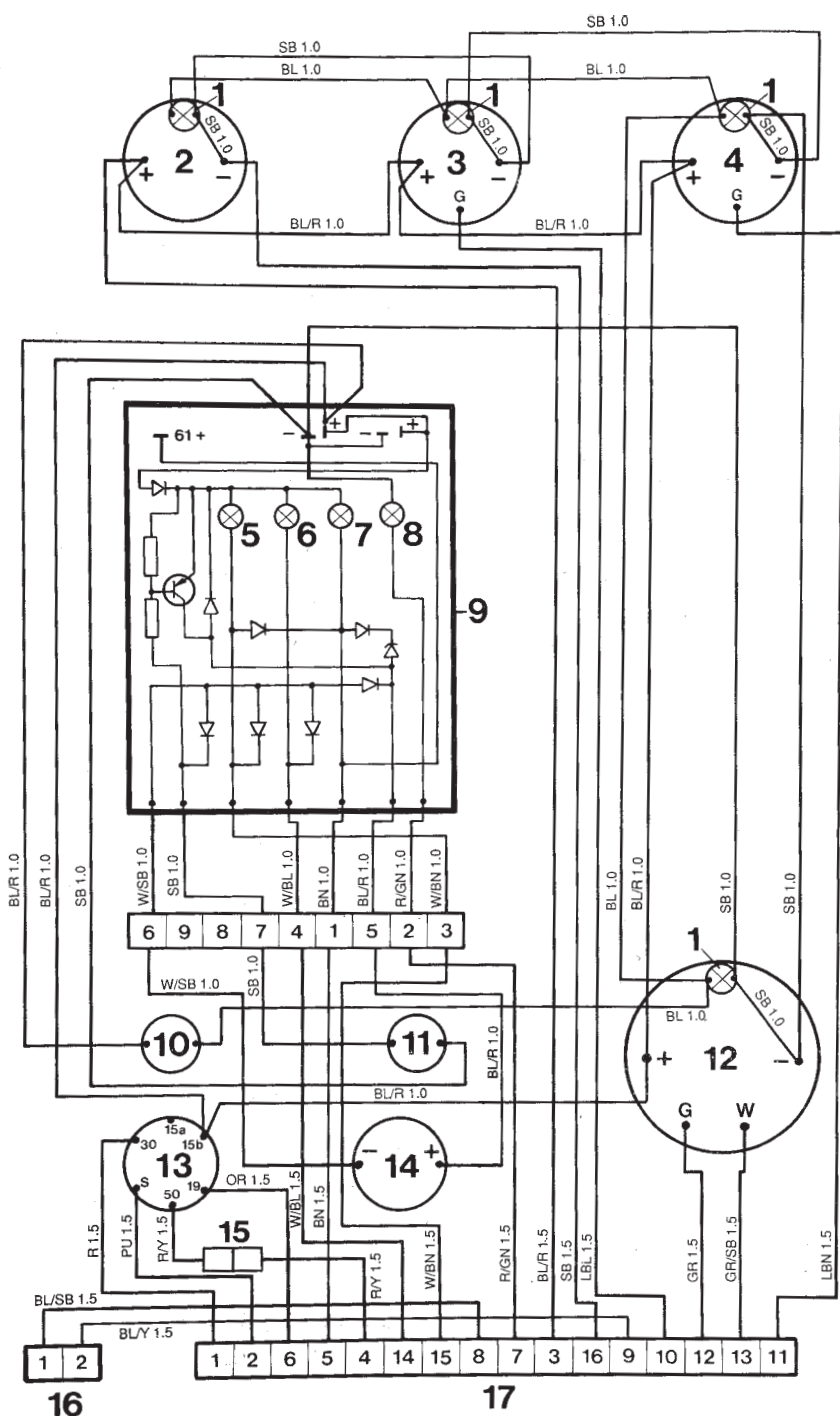 SB 1.0
SB 1.0
BL 1.0
BL 1.0
1
1
1
SB 1.0
SB 1.0
SB 1.0
2
3
4
+
−
+
−
+
−
G
G
BL/R 1.0
BL/R 1.0
−
+
−
+
61 +
5
6
7
8
9
BL/R 1.0
BL/R 1.0
SB 1.0
W/SB 1.0
SB 1.0
W/BL 1.0
BN 1.0
BL/R 1.0
R/GN 1.0
W/BN 1.0
BL 1.0
BL/R 1.0
SB 1.0
SB 1.0
6 9 8 7 4 1 5 2 3
1
W/SB 1.0
SB 1.0
BL 1.0
SB 1.0
10
11
BL/R 1.0
+
12
−
BL/R 1.0
G
W
15a
30
15b
13
S
50
19
−
14
+
OR 1.5
R 1.5
PU 1.5
R/Y 1.5
15
W/BL 1.5
BN 1.5
R/Y 1.5
W/BN 1.5
R/GN 1.5
BL/R 1.5
SB 1.5
LBL 1.5
GR 1.5
GR/SB 1.5
LBN 1.5
BL/SB 1.5
BL/Y 1.5
1 2
1 2 6 5 4 14 15 8 7 3 16 9 10 12 13 11
16
17